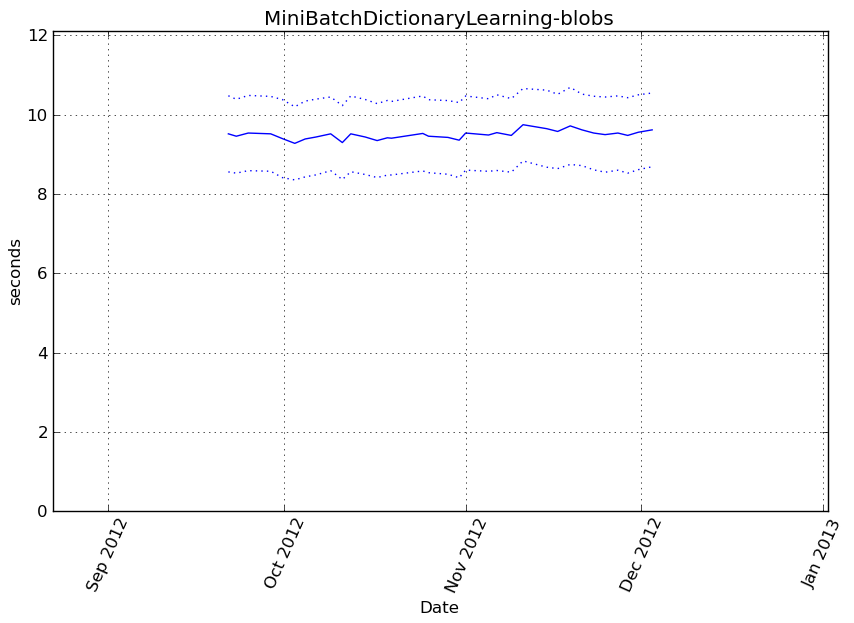 MiniBatchDictionaryLearning-blobs
12
10
8
6
4
2
0
seconds
Sep 2012
Oct 2012
Nov 2012
Dec 2012
Jan 2013
Date